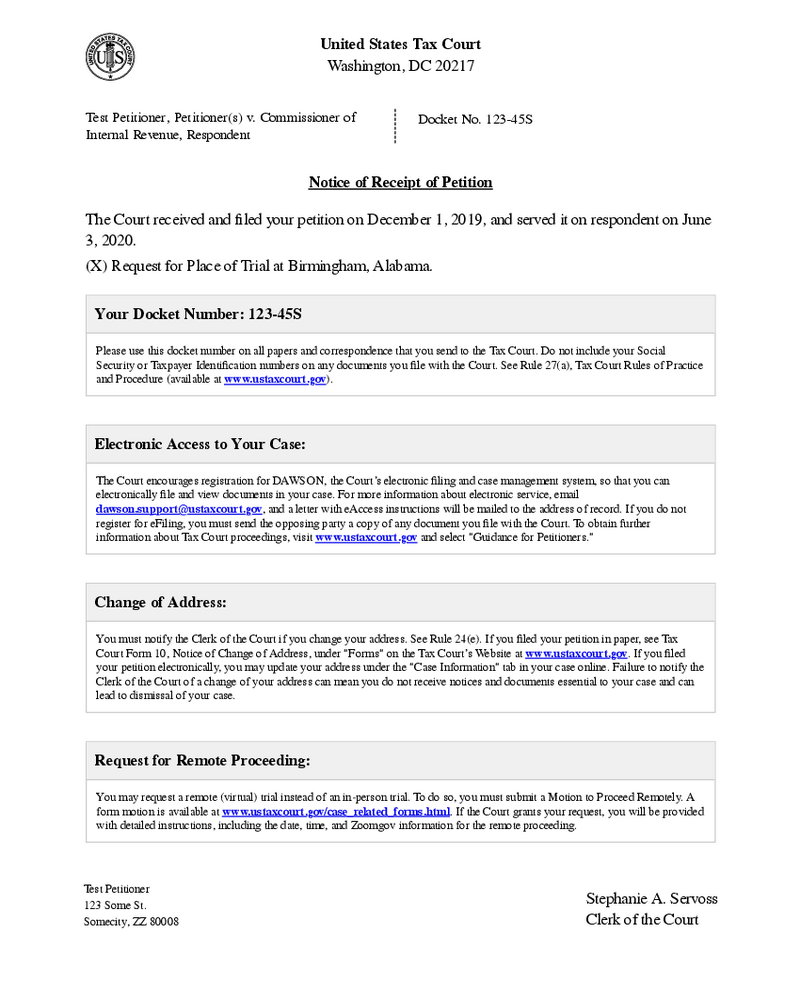 UNITED STATES TAX COURT
US
United States Tax Court
Washington, DC 20217
Test Petitioner, Petitioner(s) v. Commissioner of
Internal Revenue, Respondent
Docket No. 123-45S
Notice of Receipt of Petition
The Court received and filed your petition on December 1, 2019, and served it on respondent on June
3, 2020.
(X) Request for Place of Trial at Birmingham, Alabama.
Your Docket Number: 123-45S
Please use this docket number on all papers and correspondence that you send to the Tax Court. Do not include your Social
Security or Taxpayer Identification numbers on any documents you file with the Court. See Rule 27(a), Tax Court Rules of Practice
and Procedure (available at www.ustaxcourt.gov).
Electronic Access to Your Case:
The Court encourages registration for DAWSON, the Court's electronic filing and case management system, so that you can
electronically file and view documents in your case. For more information about electronic service, email
dawson.support@ustaxcourt.gov, and a letter with eAccess instructions will be mailed to the address of record. If you do not
register for eFiling, you must send the opposing party a copy of any document you file with the Court. To obtain further
information about Tax Court proceedings, visit www.ustaxcourt.gov and select "Guidance for Petitioners."
Change of Address:
You must notify the Clerk of the Court if you change your address. See Rule 24(e). If you filed your petition in paper, see Tax
Court Form 10, Notice of Change of Address, under "Forms" on the Tax Court's Website at www.ustaxcourt.gov. If you filed
your petition electronically, you may update your address under the "Case Information" tab in your case online. Failure to notify the
Clerk of the Court of a change of your address can mean you do not receive notices and documents essential to your case and can
lead to dismissal of your case.
Request for Remote Proceeding:
You may request a remote (virtual) trial instead of an in-person trial. To do so, you must submit a Motion to Proceed Remotely. A
form motion is available at www.ustaxcourt.gov/case_related_forms.html. If the Court grants your request, you will be provided
with detailed instructions, including the date, time, and Zoomgov information for the remote proceeding.
Test Petitioner
123 Some St.
Somecity, ZZ 80008
Stephanie A. Servoss
Clerk of the Court